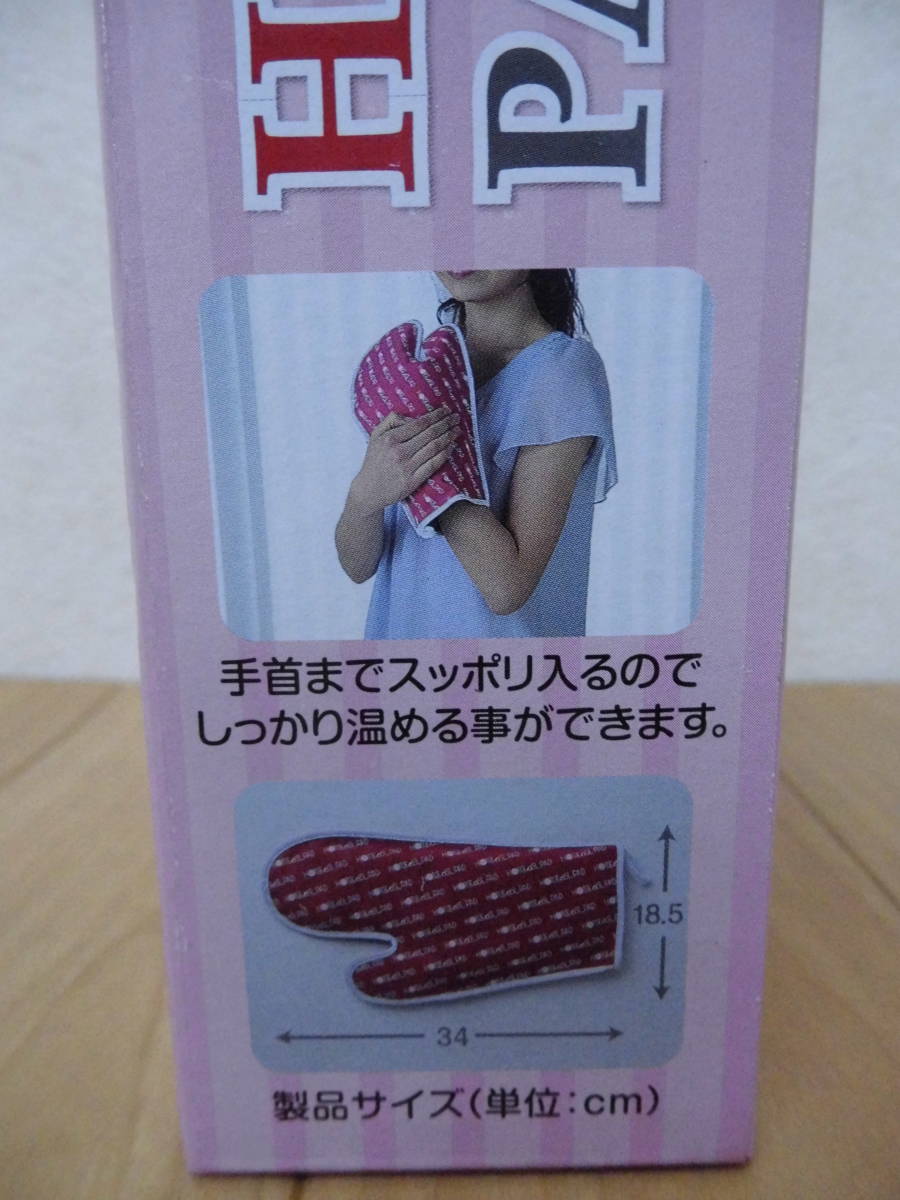 H
PA
手首までスッポリ入るので
しっかり温める事ができます。
18.5
34
製品サイズ(単位:cm)